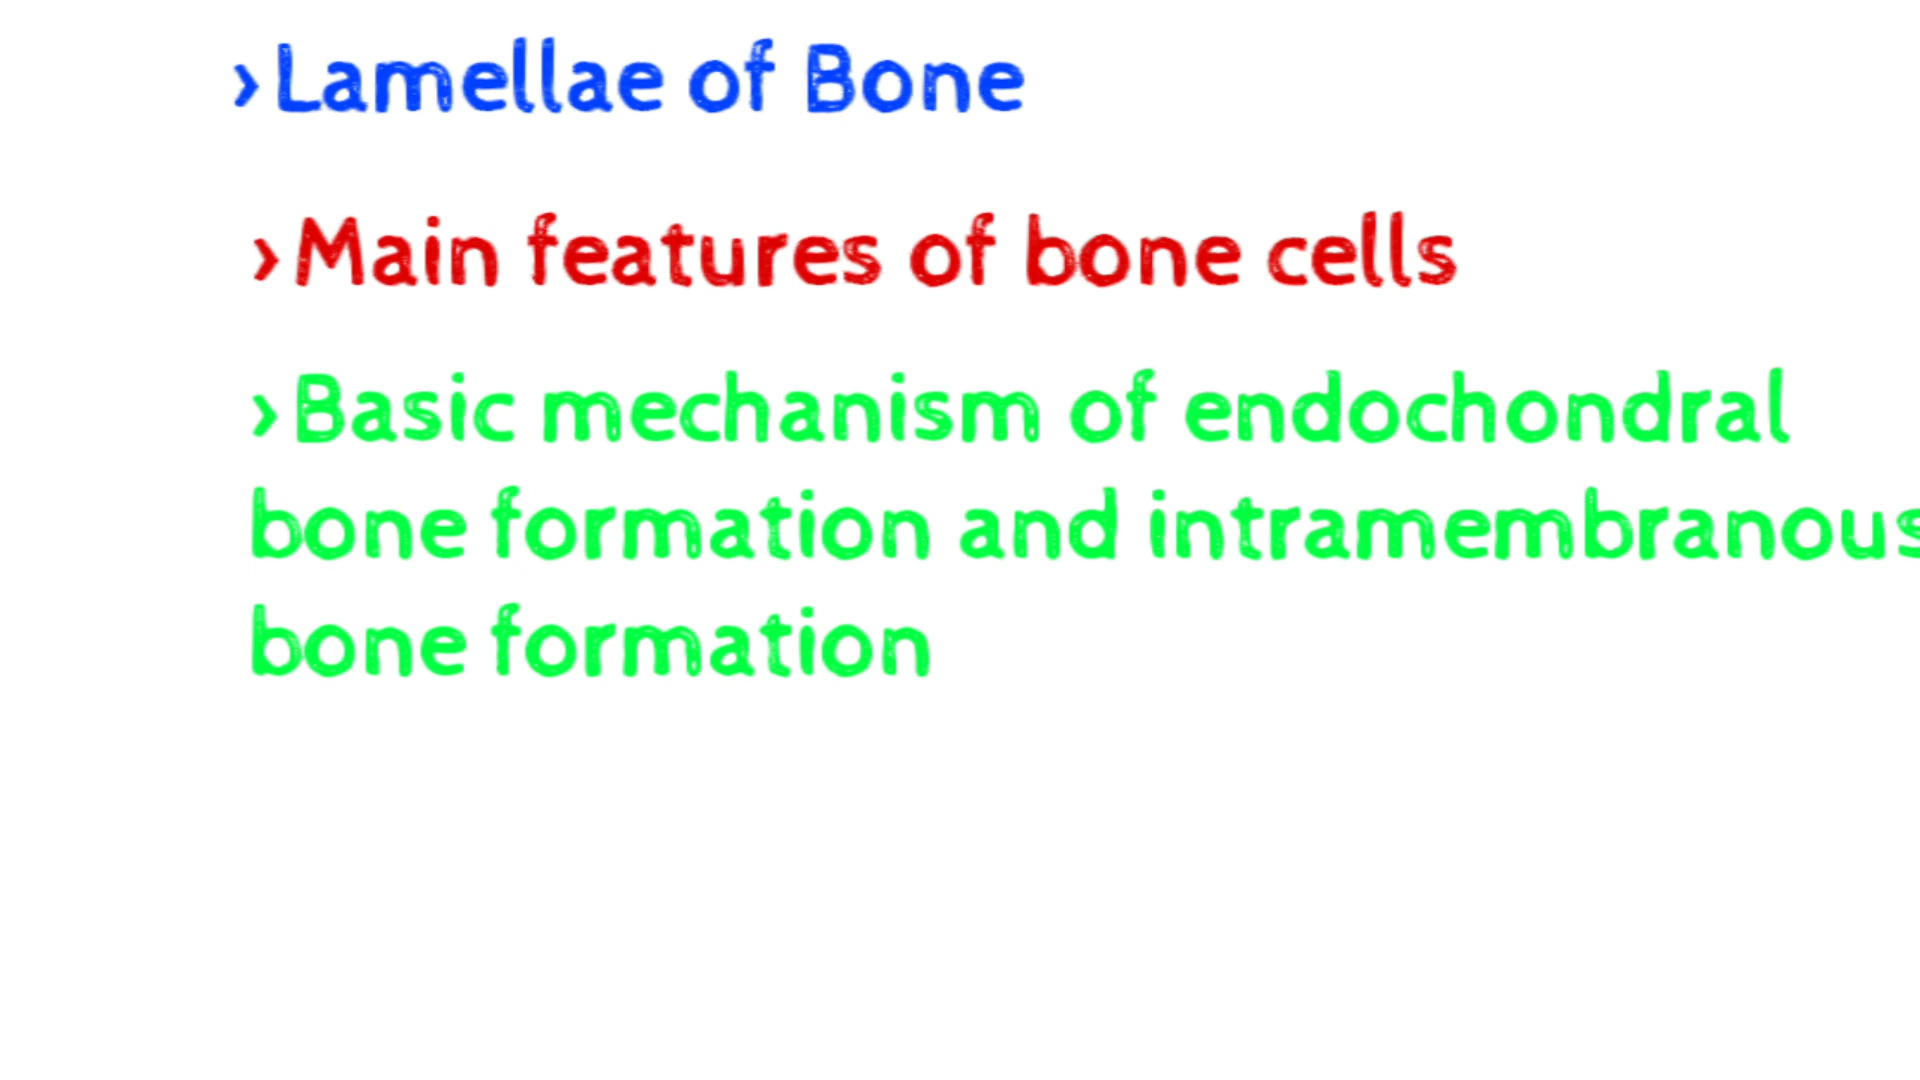 ›Lamellae of Bone
›Main features of bone cells
›Basic mechanism of endochondral
bone formation and intramembranous
bone formation